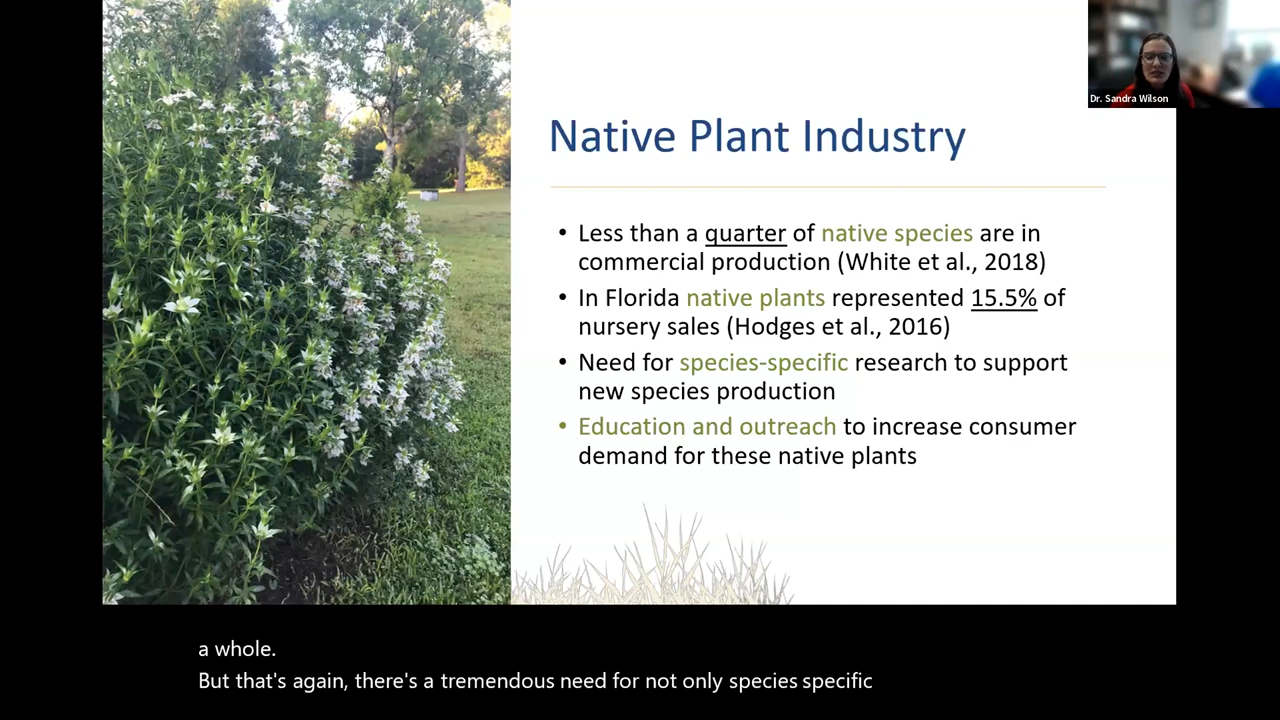 Dr. Sandra Wilson
Native Plant Industry
• Less than a quarter of native species are in
commercial production (White et al., 2018)
• In Florida native plants represented 15.5% of
nursery sales (Hodges et al., 2016)
• Need for species-specific research to support
new species production
• Education and outreach to increase consumer
demand for these native plants
a whole.
But that's again, there's a tremendous need for not only species specific